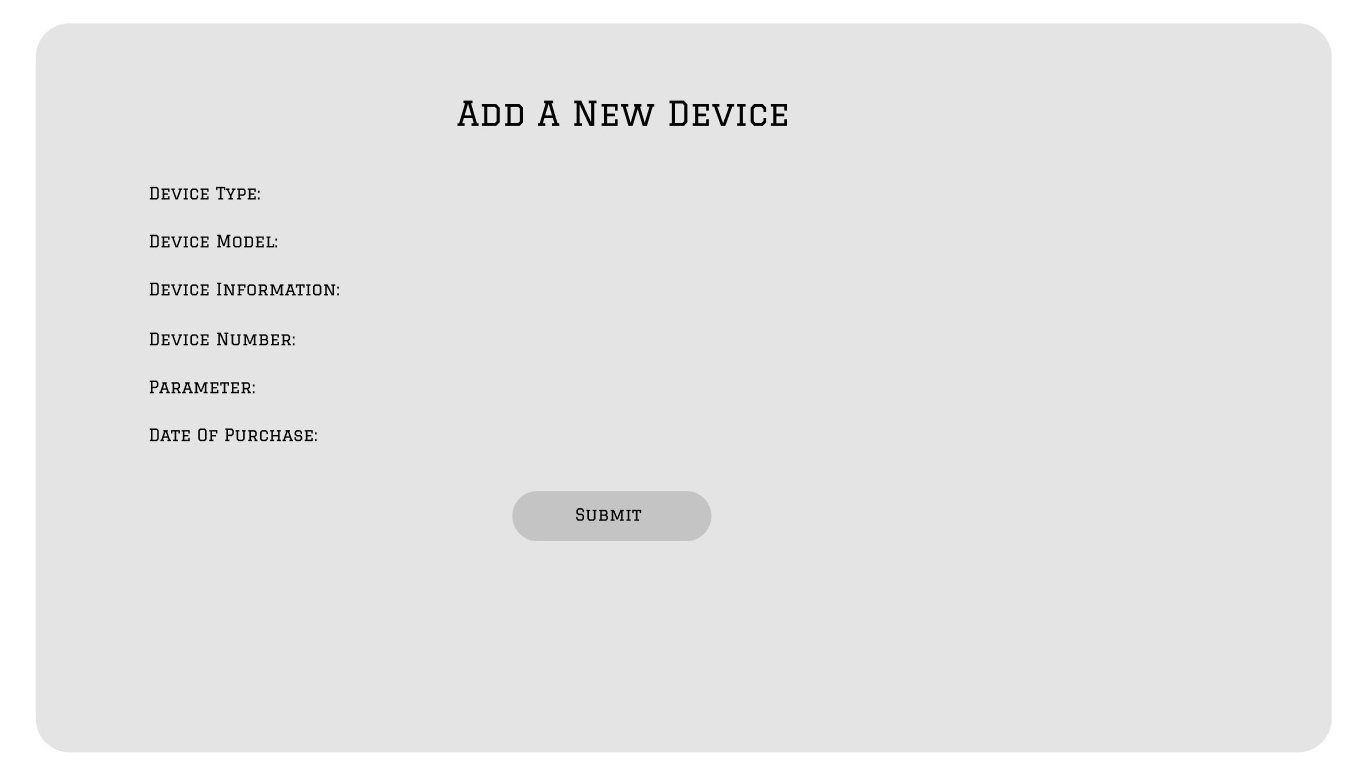 Add A New Device
Device Type:
Device Model:
Device Information:
Device Number:
Parameter:
Date Of Purchase:
Submit